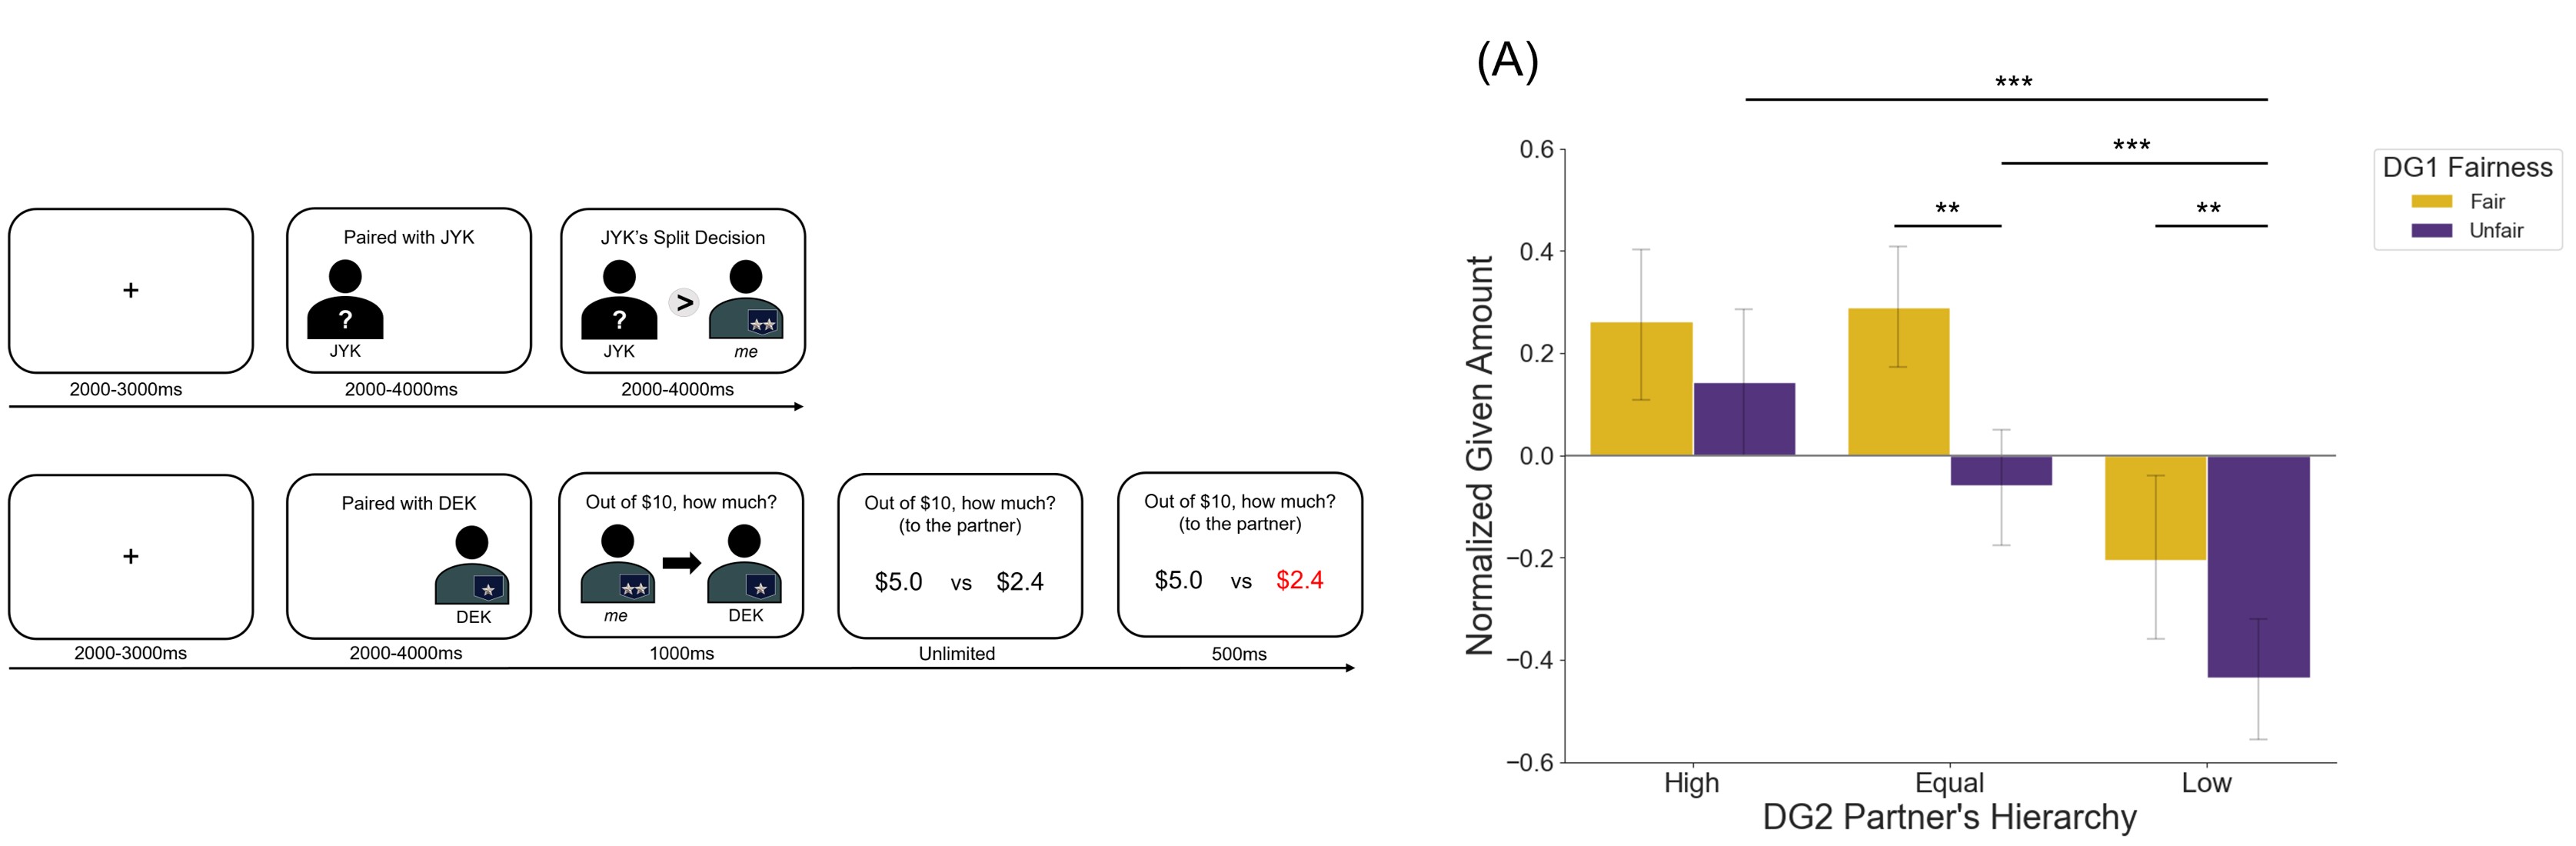 +
Paired with JYK
?
JYK
JYK's Split Decision
?
>
JYK
me
2000-3000ms
2000-4000ms
2000-4000ms
+
Paired with DEK
DEK
Out of $10, how much?
me
DEK
Out of $10, how much?
(to the partner)
$5.0 vs $2.4
Out of $10, how much?
(to the partner)
$5.0 vs $2.4
2000-3000ms
2000-4000ms
1000ms
Unlimited
500ms
(A)
***
***
**
**
Normalized Given Amount
0.6
0.4
0.2
0.0
−0.2
−0.4
−0.6
High
Equal
Low
DG2 Partner's Hierarchy
DG1 Fairness
Fair
Unfair